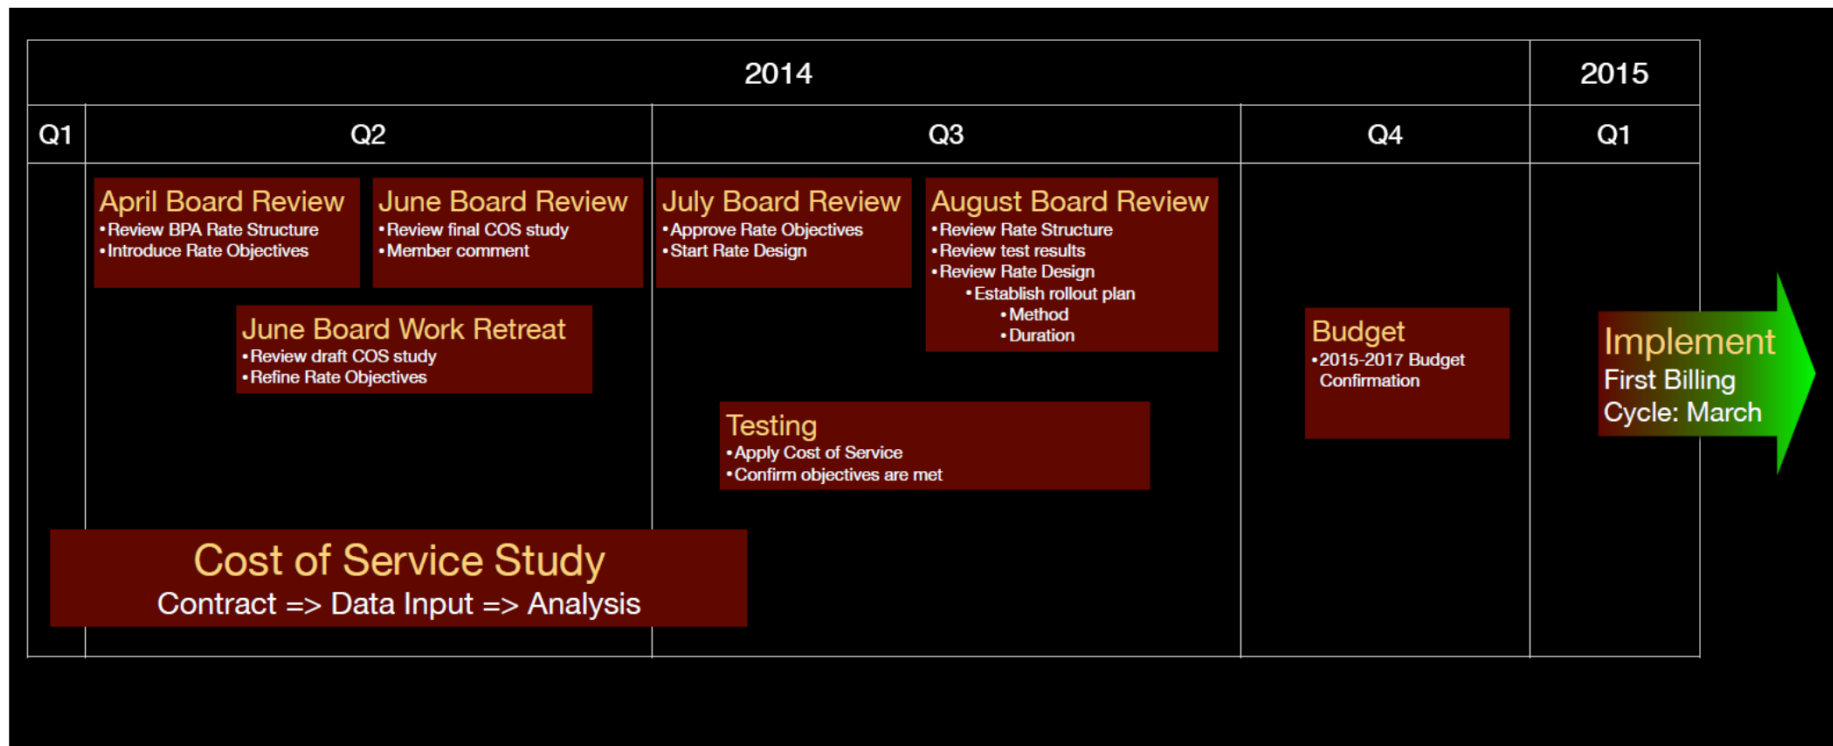 2014
2015
Q1
Q2
Q3
Q4
Q1
April Board Review
•Review BPA Rate Structure
•Introduce Rate Objectives
June Board Review
•Review final COS study
•Member comment
July Board Review
•Approve Rate Objectives
•Start Rate Design
August Board Review
•Review Rate Structure
•Review test results
•Review Rate Design
•Establish rollout plan
•Method
•Duration
June Board Work Retreat
•Review draft COS study
•Refine Rate Objectives
Budget
•2015-2017 Budget
Confirmation
Implement
First Billing
Cycle: March
Testing
•Apply Cost of Service
•Confirm objectives are met
Cost of Service Study
Contract => Data Input => Analysis